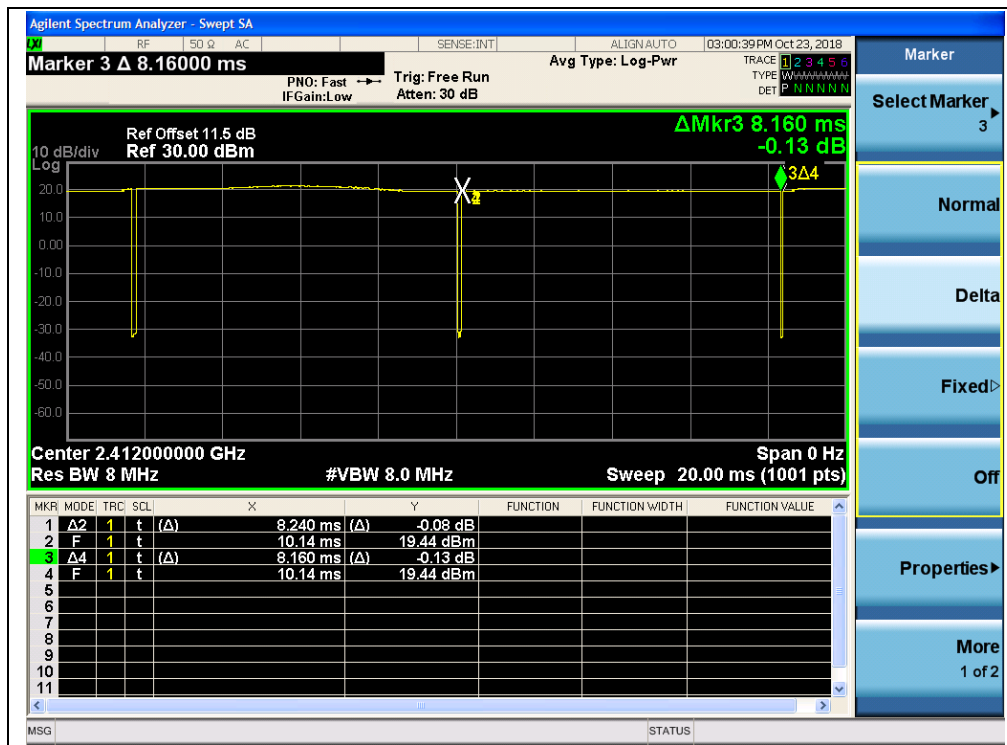 Agilent Spectrum Analyzer - Swept SA
LXI RF 50 Ω AC SENSE:INT ALIGN AUTO 03:00:39 PM Oct 23, 2018
Marker 3 Δ 8.16000 ms
PNO: Fast
IFGain:Low
Trig: Free Run
Atten: 30 dB
Avg Type: Log-Pwr
TRACE 1 2 3 4 5 6
TYPE W
DET P N N N N N
Ref Offset 11.5 dB
10 dB/div Ref 30.00 dBm
Log
ΔMkr3 8.160 ms
-0.13 dB
3Δ4
20.0
10.0
0.00
-10.0
-20.0
-30.0
-40.0
-50.0
-60.0
Center 2.412000000 GHz Span 0 Hz
Res BW 8 MHz #VBW 8.0 MHz Sweep 20.00 ms (1001 pts)
MKR MODE TRC SCL X Y FUNCTION FUNCTION WIDTH FUNCTION VALUE
1 Δ2 1 t (Δ) 8.240 ms (Δ) -0.08 dB
2 F 1 t 10.14 ms 19.44 dBm
3 Δ4 1 t (Δ) 8.160 ms (Δ) -0.13 dB
4 F 1 t 10.14 ms 19.44 dBm
5
6
7
8
9
10
11
MSG STATUS
Marker
Select Marker
3
Normal
Delta
Fixed
Off
Properties
More
1 of 2